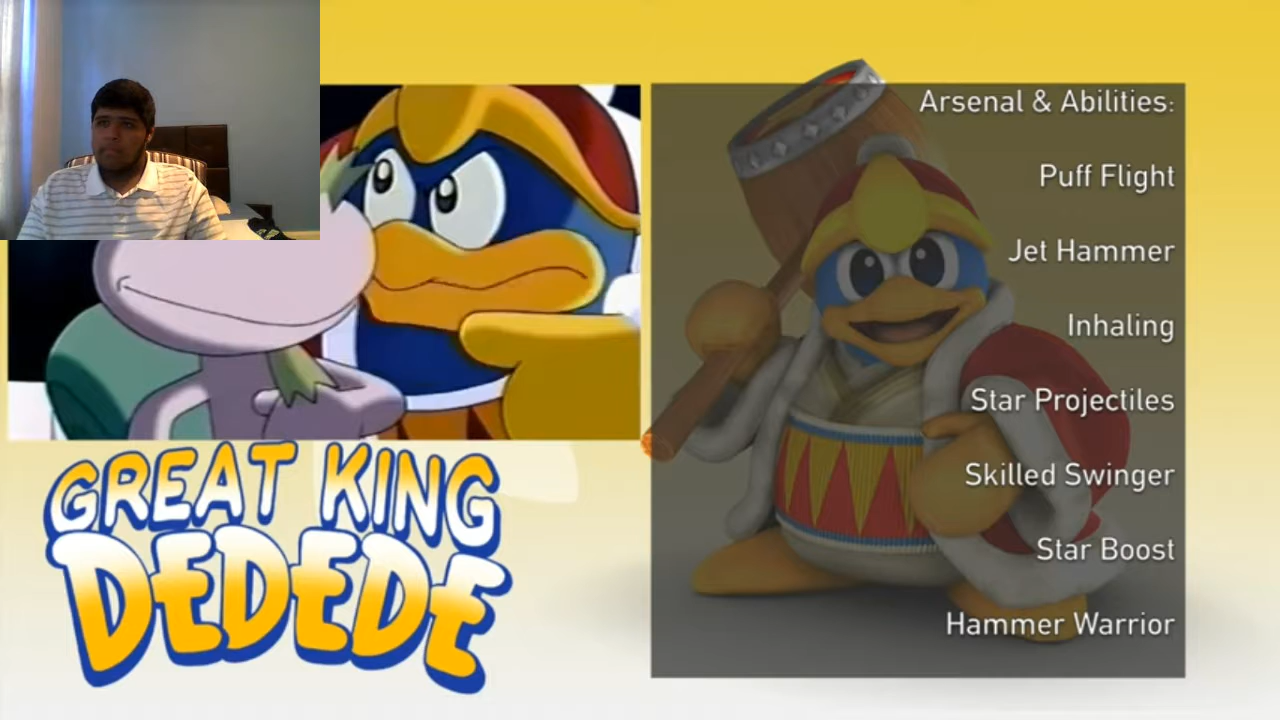 GREAT KING
DEDEDE
Arsenal & Abilities:
Puff Flight
Jet Hammer
Inhaling
Star Projectiles
Skilled Swinger
Star Boost
Hammer Warrior